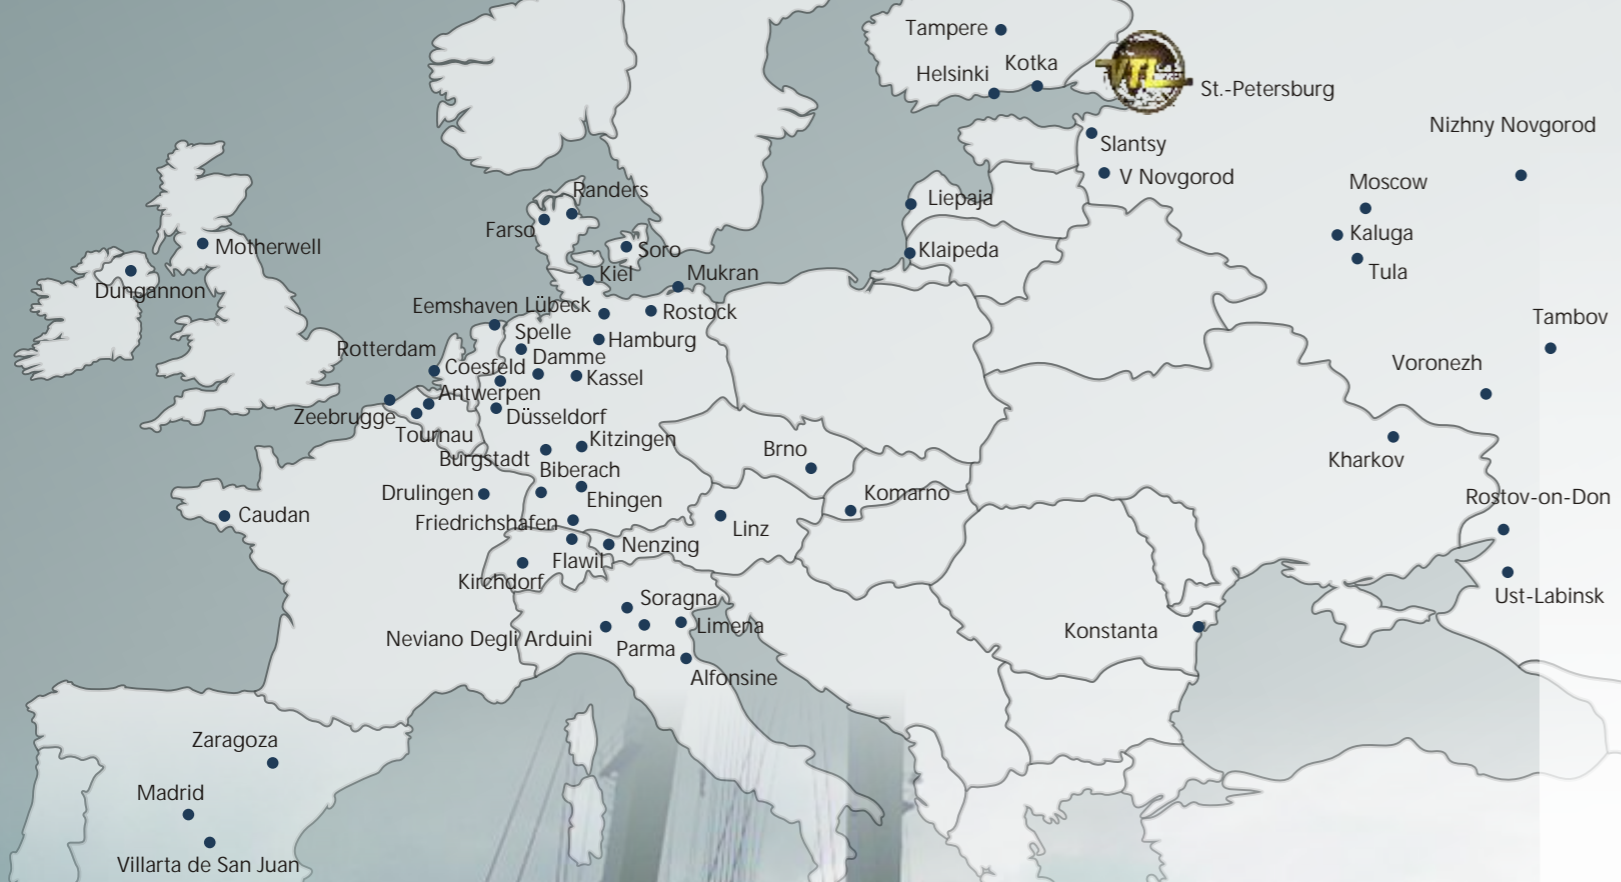 Tampere
Kotka
Helsinki
VTL
St.-Petersburg
Nizhny Novgorod
Slantsy
V Novgorod
Moscow
Randers
Liepaja
Farso
Kaluga
Motherwell
Soro
Klaipeda
Tula
Kiel
Mukran
Dungannon
Eemshaven
Lübeck
Rostock
Tambov
Spelle
Hamburg
Rotterdam
Damme
Voronezh
Coesfeld
Kassel
Antwerpen
Zeebrugge
Düsseldorf
Tournau
Kitzingen
Brno
Burgstadt
Kharkov
Biberach
Drulingen
Komarno
Rostov-on-Don
Ehingen
Caudan
Friedrichshafen
Linz
Nenzing
Flawil
Kirchdorf
Ust-Labinsk
Soragna
Limena
Konstanta
Neviano Degli Arduini
Parma
Alfonsine
Zaragoza
Madrid
Villarta de San Juan